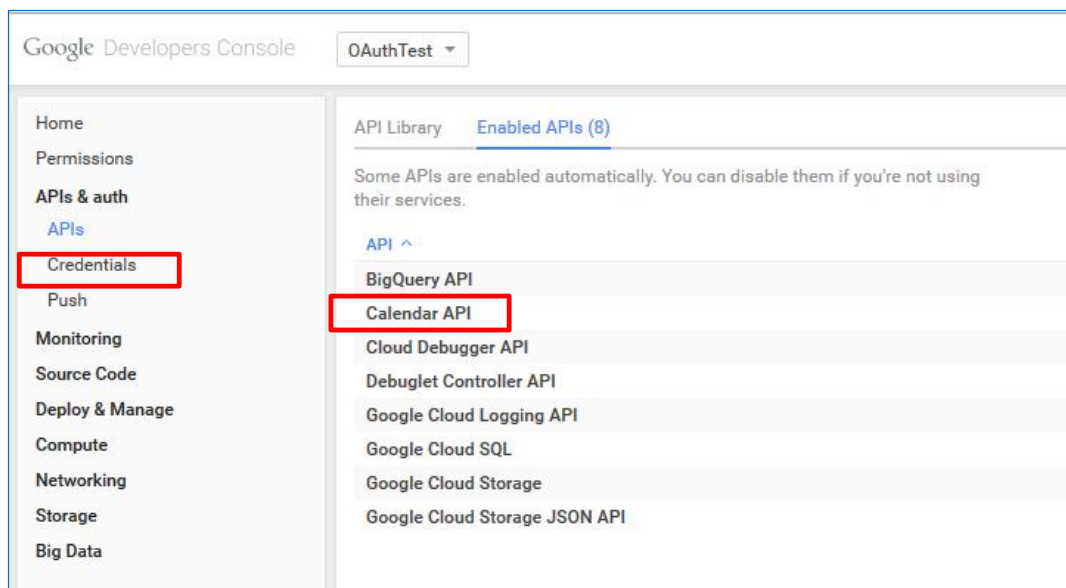 Google Developers Console
OAuthTest
Home
Permissions
APIs & auth
APIs
Credentials
Push
Monitoring
Source Code
Deploy & Manage
Compute
Networking
Storage
Big Data
API Library
Enabled APIs (8)
Some APIs are enabled automatically. You can disable them if you're not using
their services.
API
BigQuery API
Calendar API
Cloud Debugger API
Debuglet Controller API
Google Cloud Logging API
Google Cloud SQL
Google Cloud Storage
Google Cloud Storage JSON API